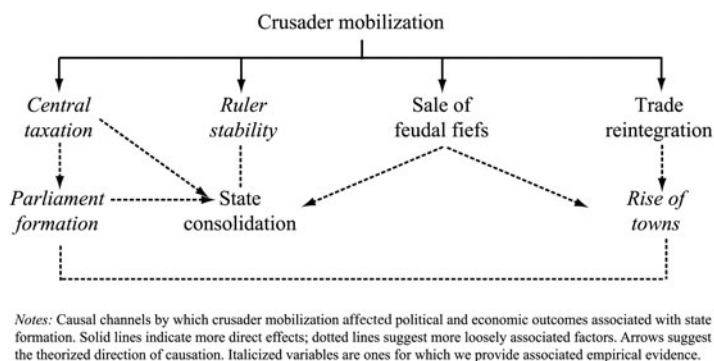 Crusader mobilization
Central taxation
Ruler stability
Sale of feudal fiefs
Trade reintegration
Parliament formation
State consolidation
Rise of towns
Notes: Causal channels by which crusader mobilization affected political and economic outcomes associated with state
formation. Solid lines indicate more direct effects; dotted lines suggest more loosely associated factors. Arrows suggest
the theorized direction of causation. Italicized variables are ones for which we provide associated empirical evidence.